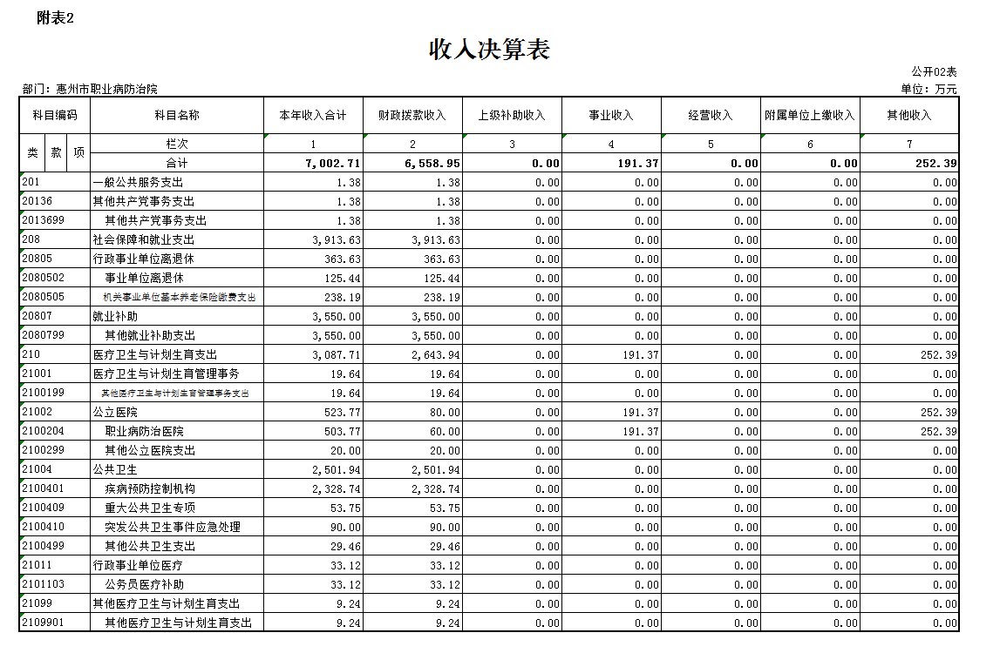 附表2
收入决算表
公开02表
部门：惠州市职业病防治院 单位：万元
科目编码 科目名称 本年收入合计 财政拨款收入 上级补助收入 事业收入 经营收入 附属单位上缴收入 其他收入
类 款 项 栏次 1 2 3 4 5 6 7
合计 7,002.71 6,558.95 0.00 191.37 0.00 0.00 252.39
201 一般公共服务支出 1.38 1.38 0.00 0.00 0.00 0.00 0.00
20136 其他共产党事务支出 1.38 1.38 0.00 0.00 0.00 0.00 0.00
2013699 其他共产党事务支出 1.38 1.38 0.00 0.00 0.00 0.00 0.00
208 社会保障和就业支出 3,913.63 3,913.63 0.00 0.00 0.00 0.00 0.00
20805 行政事业单位离退休 363.63 363.63 0.00 0.00 0.00 0.00 0.00
2080502 事业单位离退休 125.44 125.44 0.00 0.00 0.00 0.00 0.00
2080505 机关事业单位基本养老保险缴费支出 238.19 238.19 0.00 0.00 0.00 0.00 0.00
20807 就业补助 3,550.00 3,550.00 0.00 0.00 0.00 0.00 0.00
2080799 其他就业补助支出 3,550.00 3,550.00 0.00 0.00 0.00 0.00 0.00
210 医疗卫生与计划生育支出 3,087.71 2,643.94 0.00 191.37 0.00 0.00 252.39
21001 医疗卫生与计划生育管理事务 19.64 19.64 0.00 0.00 0.00 0.00 0.00
2100199 其他医疗卫生与计划生育管理事务支出 19.64 19.64 0.00 0.00 0.00 0.00 0.00
21002 公立医院 523.77 80.00 0.00 191.37 0.00 0.00 252.39
2100204 职业病防治医院 503.77 60.00 0.00 191.37 0.00 0.00 252.39
2100299 其他公立医院支出 20.00 20.00 0.00 0.00 0.00 0.00 0.00
21004 公共卫生 2,501.94 2,501.94 0.00 0.00 0.00 0.00 0.00
2100401 疾病预防控制机构 2,328.74 2,328.74 0.00 0.00 0.00 0.00 0.00
2100409 重大公共卫生专项 53.75 53.75 0.00 0.00 0.00 0.00 0.00
2100410 突发公共卫生事件应急处理 90.00 90.00 0.00 0.00 0.00 0.00 0.00
2100499 其他公共卫生支出 29.46 29.46 0.00 0.00 0.00 0.00 0.00
21011 行政事业单位医疗 33.12 33.12 0.00 0.00 0.00 0.00 0.00
2101103 公务员医疗补助 33.12 33.12 0.00 0.00 0.00 0.00 0.00
21099 其他医疗卫生与计划生育支出 9.24 9.24 0.00 0.00 0.00 0.00 0.00
2109901 其他医疗卫生与计划生育支出 9.24 9.24 0.00 0.00 0.00 0.00 0.00